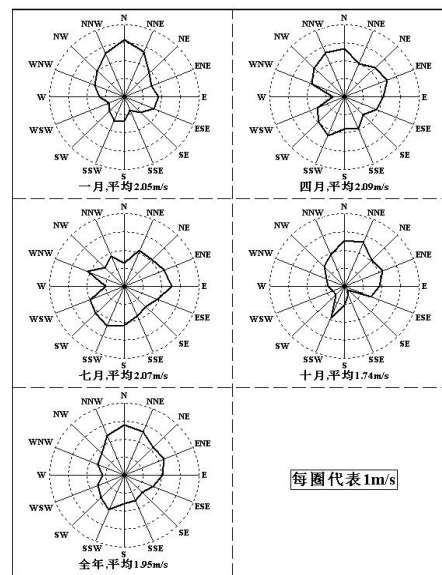 N
NNW NNE
NW NE
WNW ENE
W E
WSW ESE
SW SE
SSW SSE
S
一月,平均2.05m/s
N
NNW NNE
NW NE
WNW ENE
W E
WSW ESE
SW SE
SSW SSE
S
四月,平均2.09m/s
N
NNW NNE
NW NE
WNW ENE
W E
WSW ESE
SW SE
SSW SSE
S
七月,平均2.07m/s
N
NNW NNE
NW NE
WNW ENE
W E
WSW ESE
SW SE
SSW SSE
S
十月,平均1.74m/s
N
NNW NNE
NW NE
WNW ENE
W E
WSW ESE
SW SE
SSW SSE
S
全年,平均1.95m/s
每圈代表1m/s